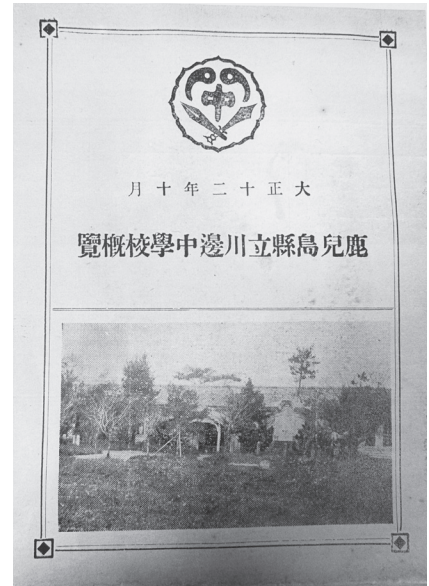 中
大正十二年十月
鹿兒島縣立川邊中學校概覽